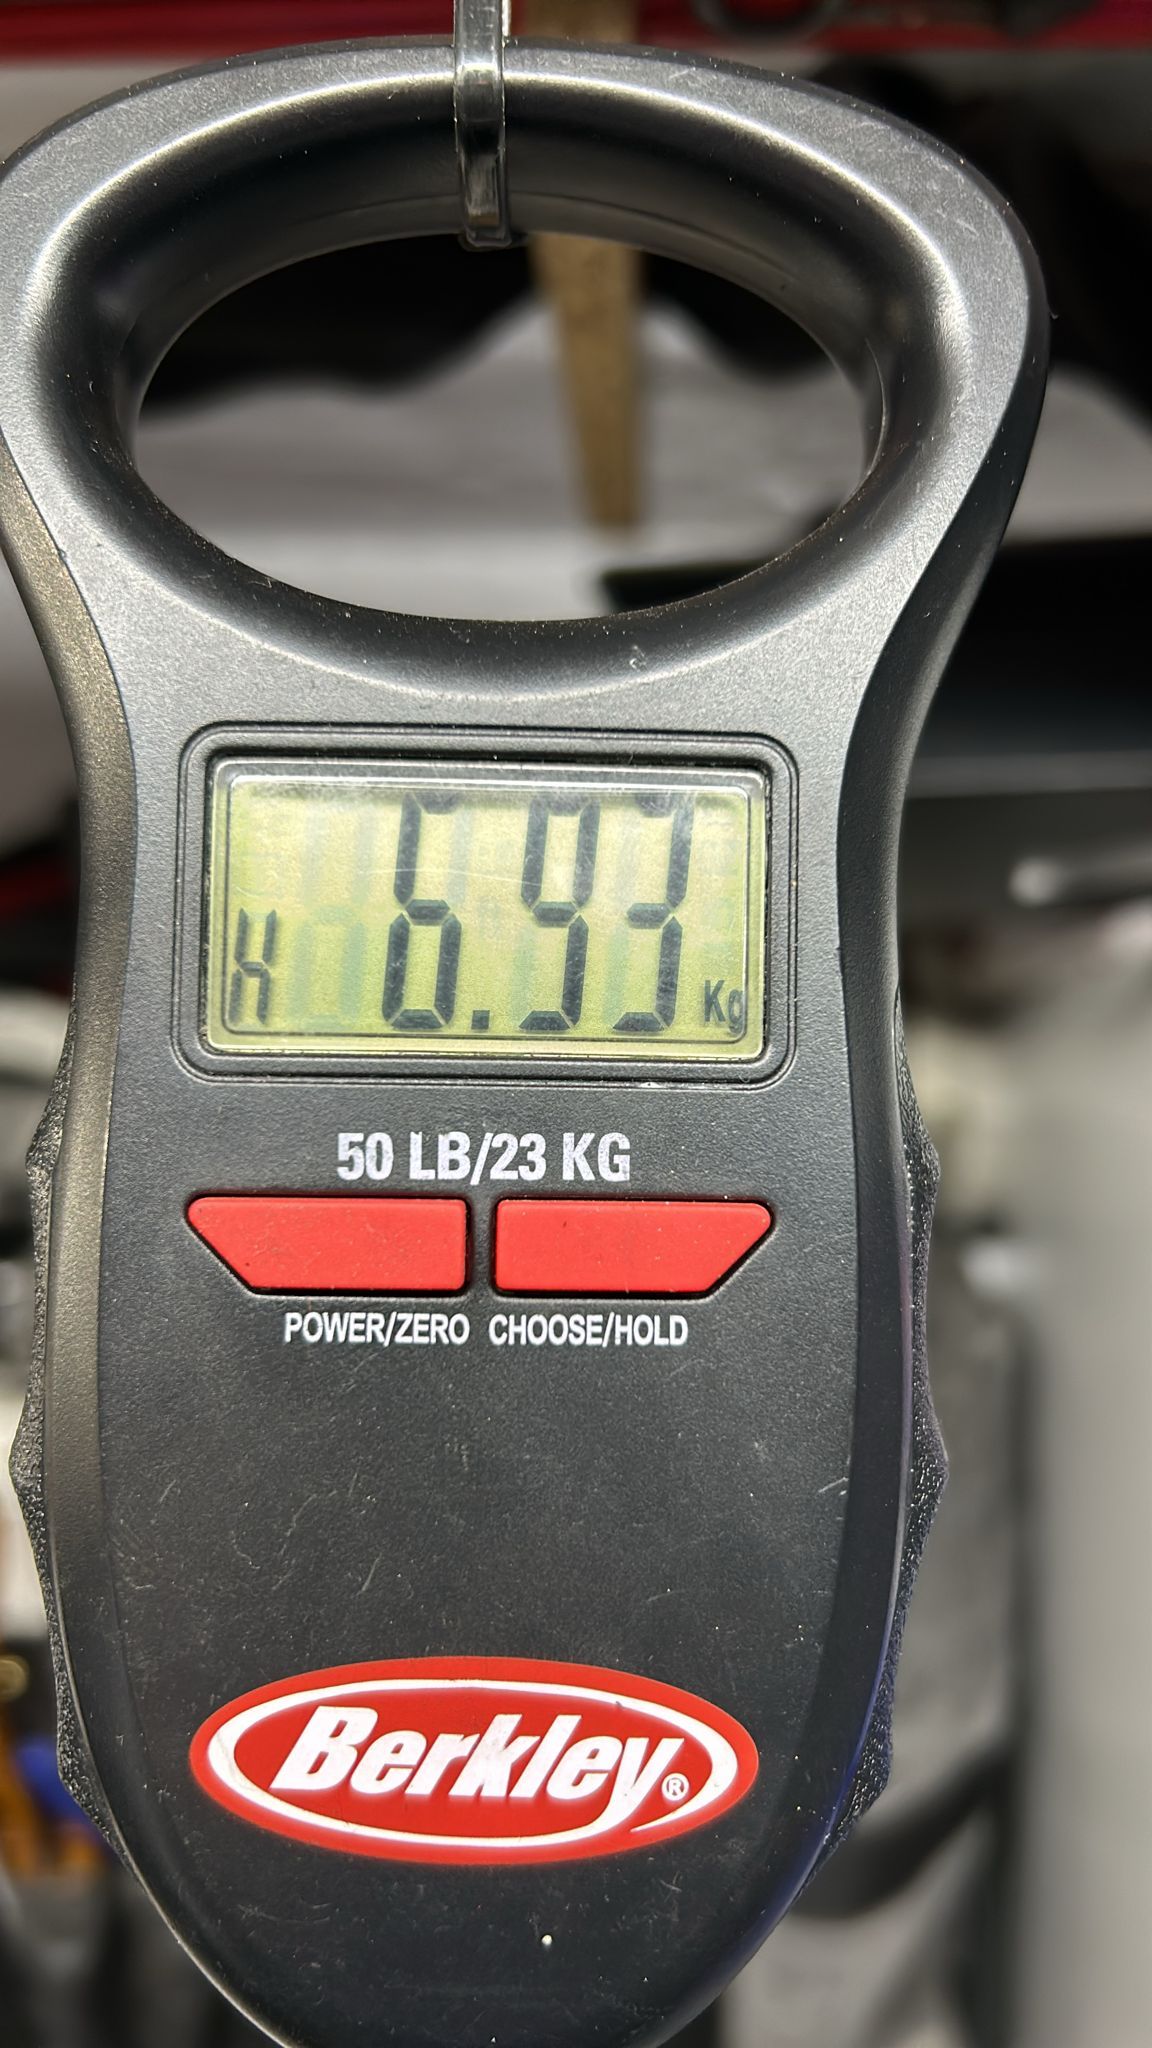 H 6.93 Kg
50 LB/23 KG
POWER/ZERO CHOOSE/HOLD
Berkley®